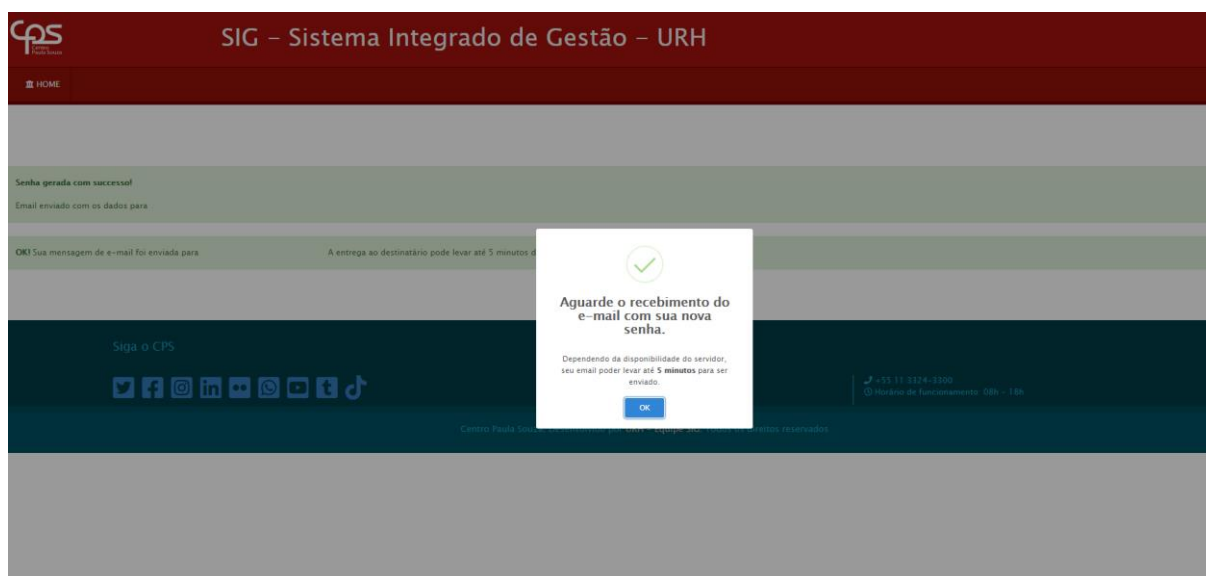 CPS
Centro
Paula Souza
SIG – Sistema Integrado de Gestão – URH
HOME
Senha gerada com successo!
Email enviado com os dados para
OK! Sua mensagem de e-mail foi enviada para A entrega ao destinatário pode levar até 5 minutos d
Aguarde o recebimento do
e-mail com sua nova
senha.
Dependendo da disponibilidade do servidor,
seu email poder levar até 5 minutos para ser
enviado.
OK
Siga o CPS
+55 11-3324-3300
Horário de funcionamento: 08h – 18h
Centro Paula Souza. Desenvolvido por URH – Equipe SIG. Todos os direitos reservados